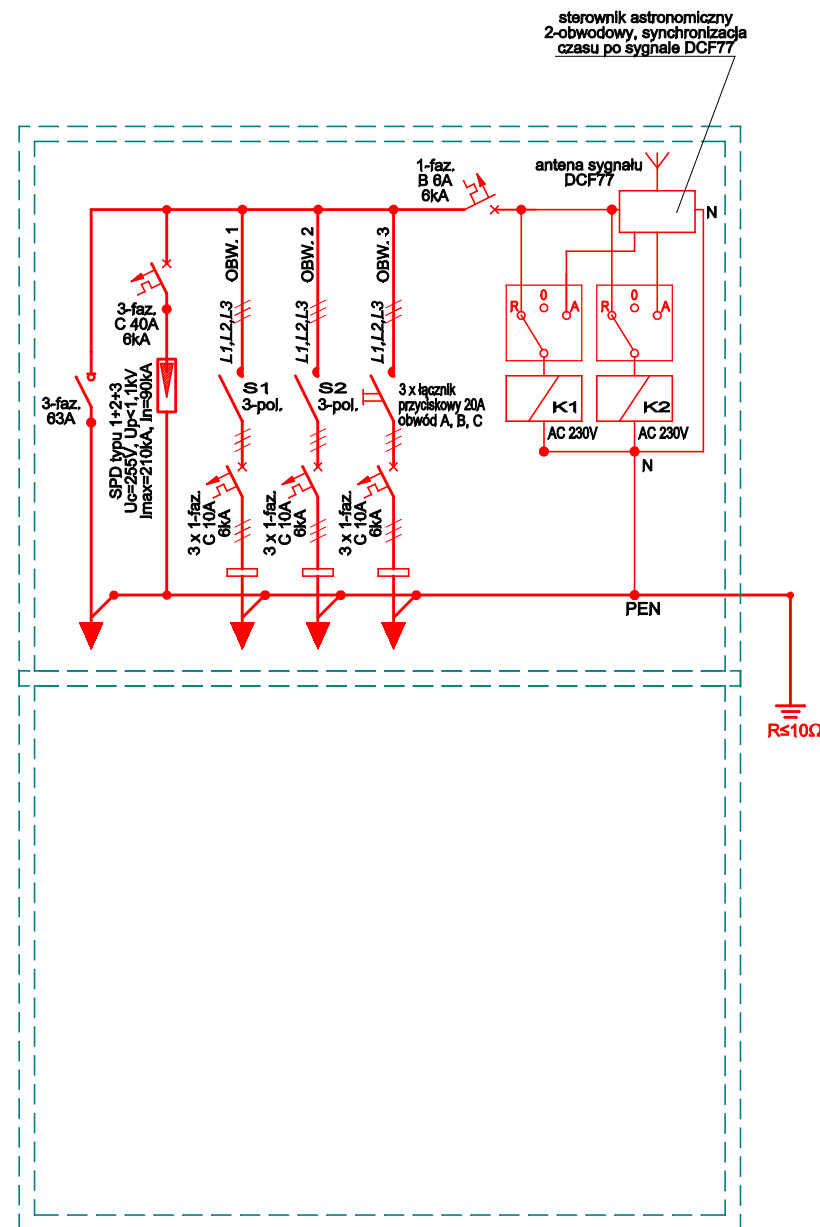 sterownik astronomiczny
2-obwodowy, synchronizacja
czasu po sygnale DCF77
1-faz.
B 6A
6kA
antena sygnału
DCF77
N
OBW. 1
OBW. 2
OBW. 3
3-faz.
C 40A
6kA
L1,L2,L3
L1,L2,L3
L1,L2,L3
R
0
A
R
0
A
3-faz.
63A
SPD typu 1+2+3
Uc=255V, Up<1,1kV
Imax=210kA, In=90kA
S1
3-pol.
S2
3-pol.
3 x łącznik
przyciskowy 20A
obwód A, B, C
K1
K2
AC 230V
AC 230V
N
3 x 1-faz.
C 10A
6kA
3 x 1-faz.
C 10A
6kA
3 x 1-faz.
C 10A
6kA
PEN
R≤10Ω